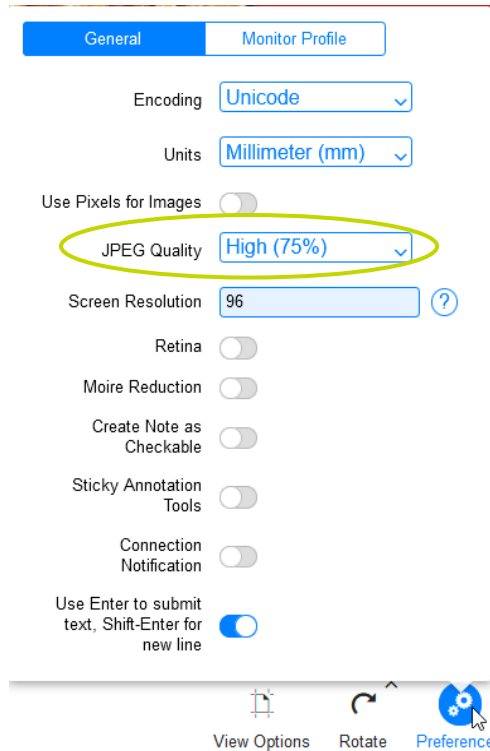 General Monitor Profile
Encoding Unicode
Units Millimeter (mm)
Use Pixels for Images
JPEG Quality High (75%)
Screen Resolution 96 ?
Retina
Moire Reduction
Create Note as
Checkable
Sticky Annotation
Tools
Connection
Notification
Use Enter to submit
text, Shift-Enter for
new line
View Options Rotate Preference